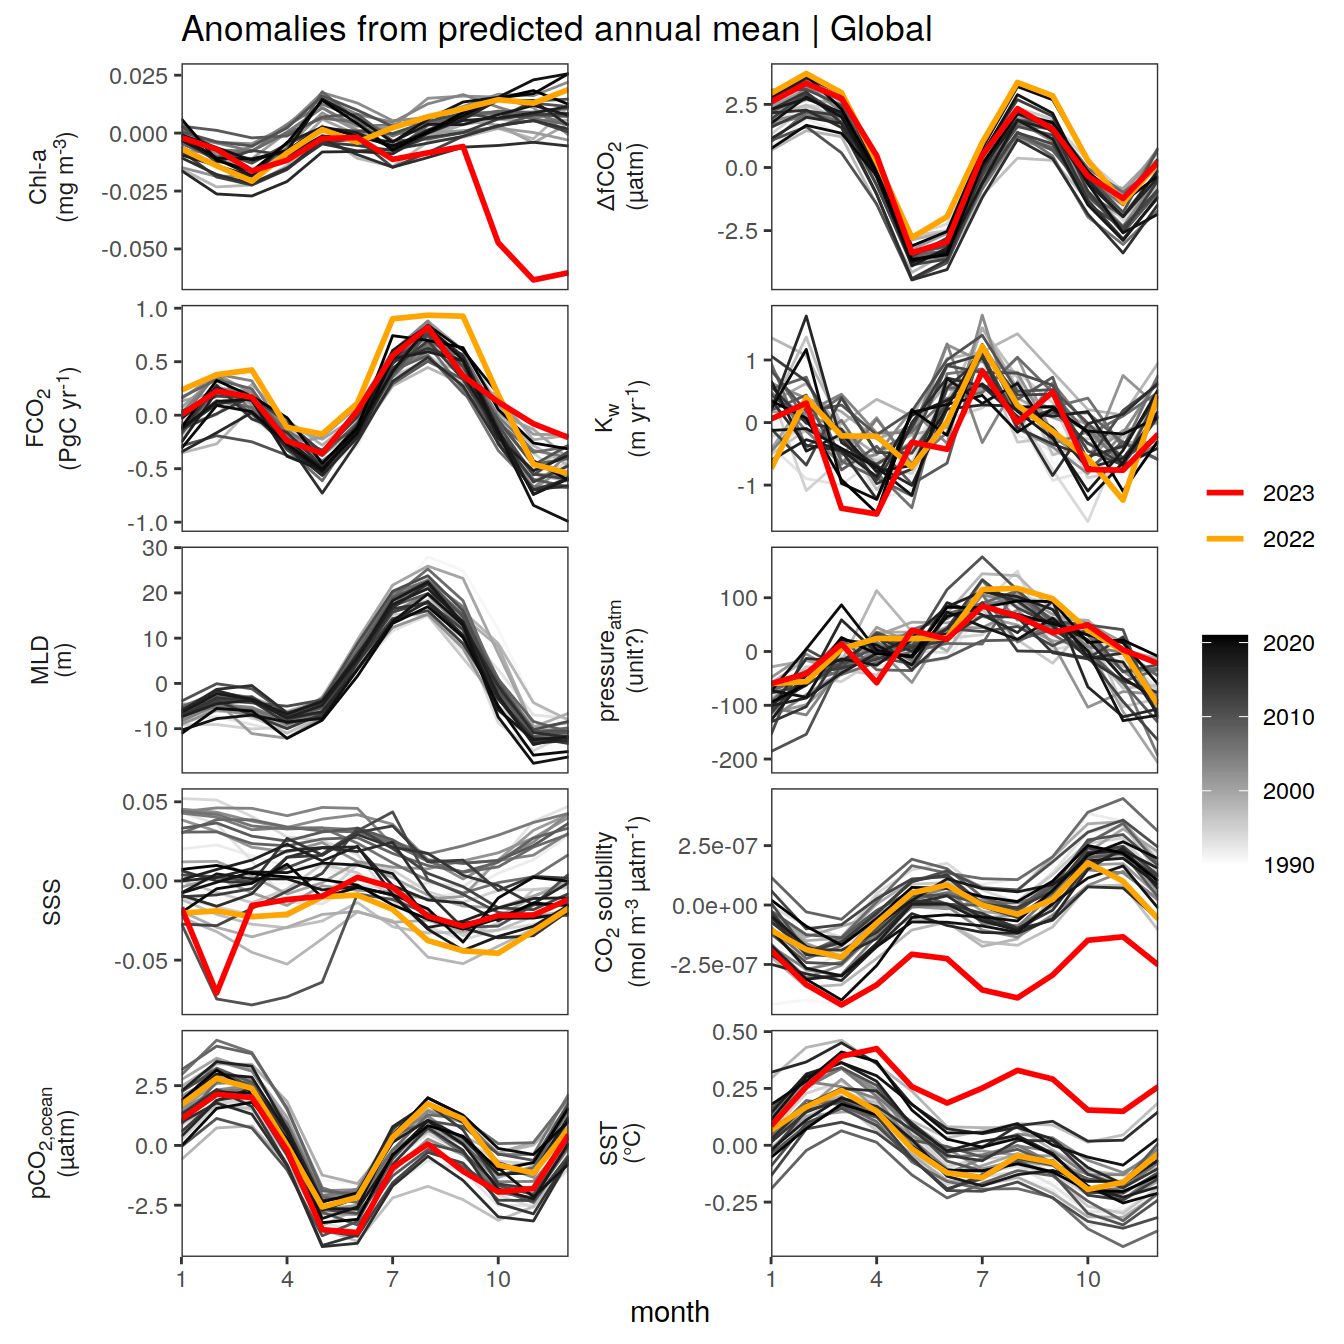 Anomalies from predicted annual mean | Global
Chl-a
(mg m⁻³)
0.025
0.000
-0.025
-0.050
ΔfCO₂
(µatm)
2.5
0.0
-2.5
FCO₂
(PgC yr⁻¹)
1.0
0.5
0.0
-0.5
-1.0
K_w
(m yr⁻¹)
1
0
-1
MLD
(m)
30
20
10
0
-10
pressure_atm
(unit?)
100
0
-100
-200
SSS
0.05
0.00
-0.05
CO₂ solubility
(mol m⁻³ µatm⁻¹)
2.5e-07
0.0e+00
-2.5e-07
pCO₂,ocean
(µatm)
2.5
0.0
-2.5
SST
(°C)
0.50
0.25
0.00
-0.25
1 4 7 10
1 4 7 10
month
2023
2022
2020
2010
2000
1990